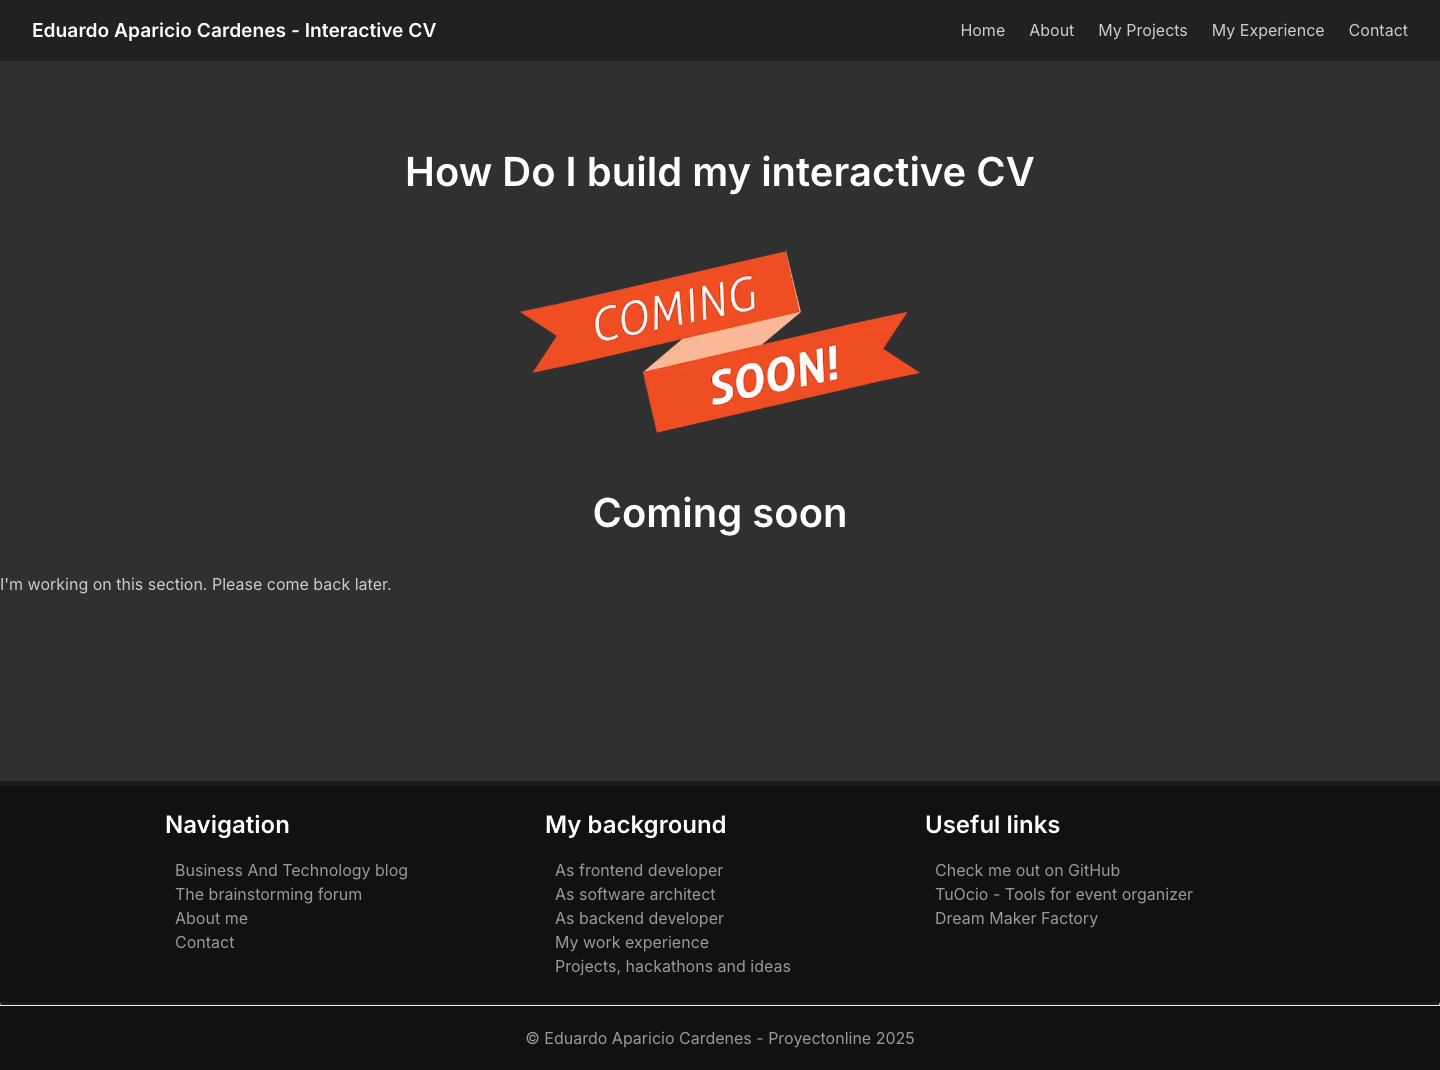 Eduardo Aparicio Cardenes - Interactive CV
Home About My Projects My Experience Contact
How Do I build my interactive CV
COMING
SOON!
Coming soon
I'm working on this section. Please come back later.
Navigation
Business And Technology blog
The brainstorming forum
About me
Contact
My background
As frontend developer
As software architect
As backend developer
My work experience
Projects, hackathons and ideas
Useful links
Check me out on GitHub
TuOcio - Tools for event organizer
Dream Maker Factory
© Eduardo Aparicio Cardenes - Proyectonline 2025